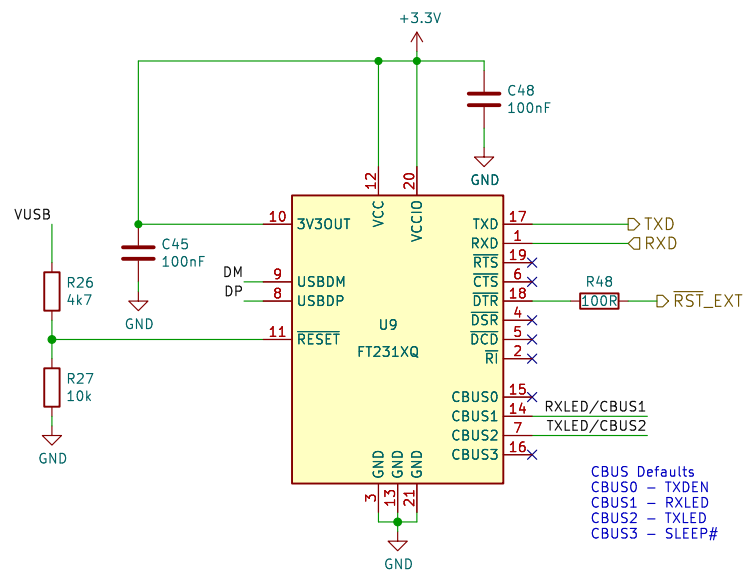 +3.3V
C48
100nF
GND
12
20
VCC
VCCIO
VUSB
10
3V3OUT
TXD
17
TXD
C45
100nF
RXD
1
RXD
RTS
19
R26
4k7
DM
9
USBDM
CTS
6
R48
DP
8
USBDP
DTR
18
100R
RST_EXT
GND
U9
DSR
4
11
RESET
DCD
5
FT231XQ
RI
2
R27
10k
CBUS0
15
CBUS1
14
RXLED/CBUS1
CBUS2
7
TXLED/CBUS2
GND
CBUS3
16
GND
GND
GND
3
13
21
CBUS Defaults
CBUS0 – TXDEN
CBUS1 – RXLED
CBUS2 – TXLED
CBUS3 – SLEEP#
GND